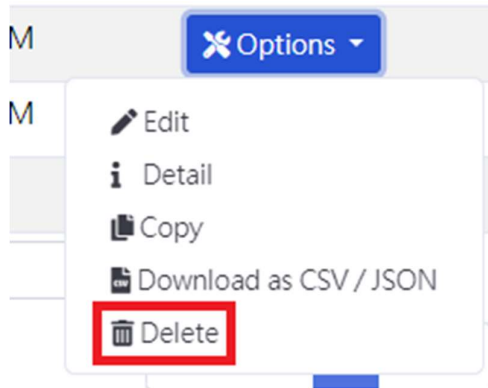 M
Options
M
Edit
Detail
Copy
Download as CSV / JSON
Delete